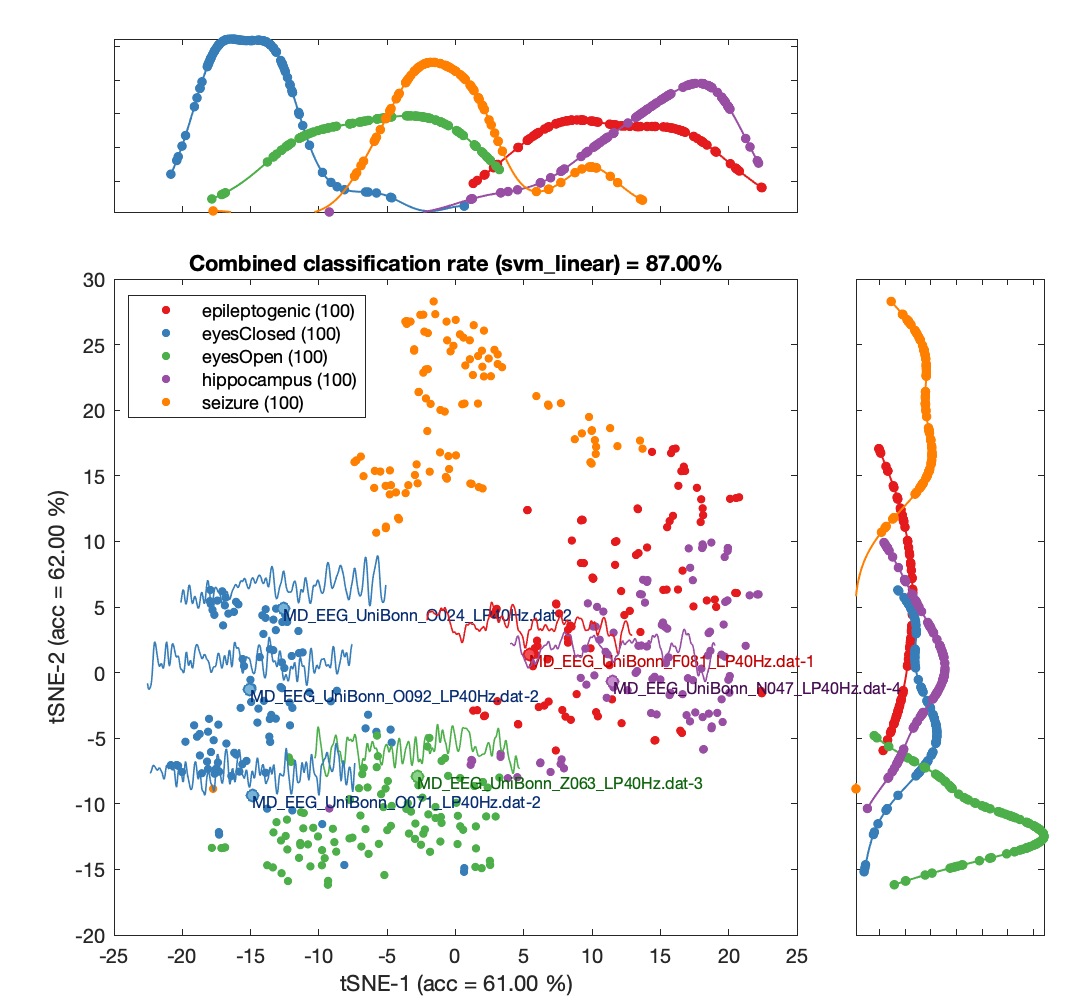 Combined classification rate (svm_linear) = 87.00%
30
25
20
15
10
5
0
-5
-10
-15
-20
tSNE-2 (acc = 62.00 %)
epileptogenic (100)
eyesClosed (100)
eyesOpen (100)
hippocampus (100)
seizure (100)
MD_EEG_UniBonn_O024_LP40Hz.dat-2
MD_EEG_UniBonn_F081_LP40Hz.dat-1
MD_EEG_UniBonn_N047_LP40Hz.dat-4
MD_EEG_UniBonn_O092_LP40Hz.dat-2
MD_EEG_UniBonn_Z063_LP40Hz.dat-3
MD_EEG_UniBonn_O071_LP40Hz.dat-2
-25 -20 -15 -10 -5 0 5 10 15 20 25
tSNE-1 (acc = 61.00 %)